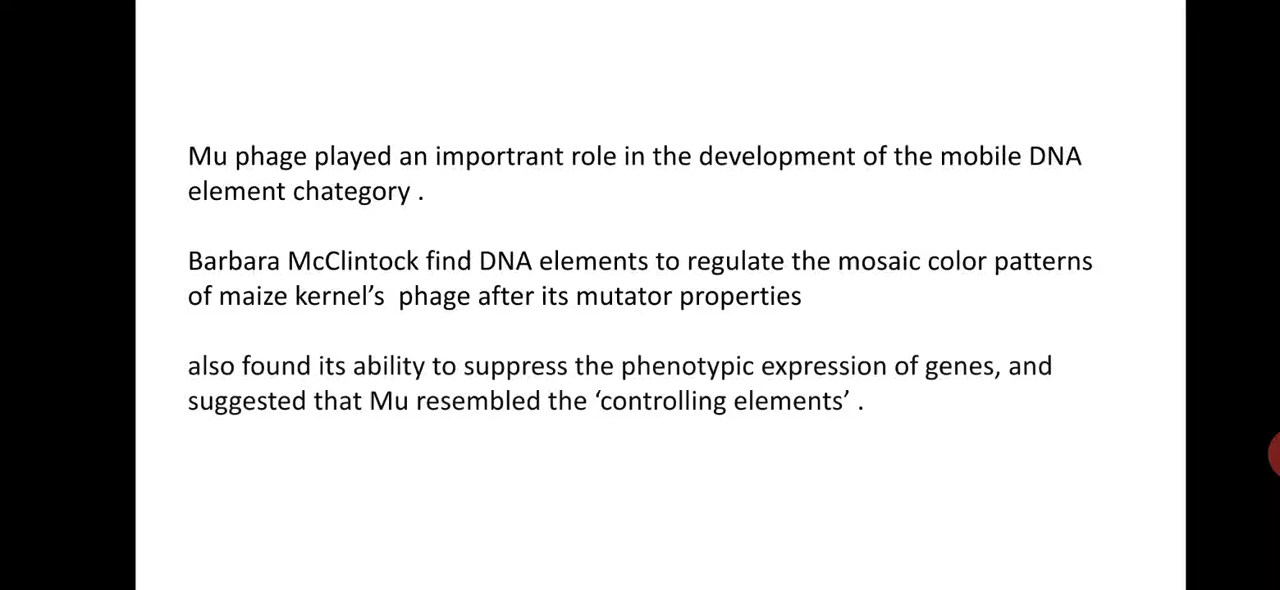 Mu phage played an importrant role in the development of the mobile DNA
element chategory .
Barbara McClintock find DNA elements to regulate the mosaic color patterns
of maize kernel’s  phage after its mutator properties
also found its ability to suppress the phenotypic expression of genes, and
suggested that Mu resembled the ‘controlling elements’ .